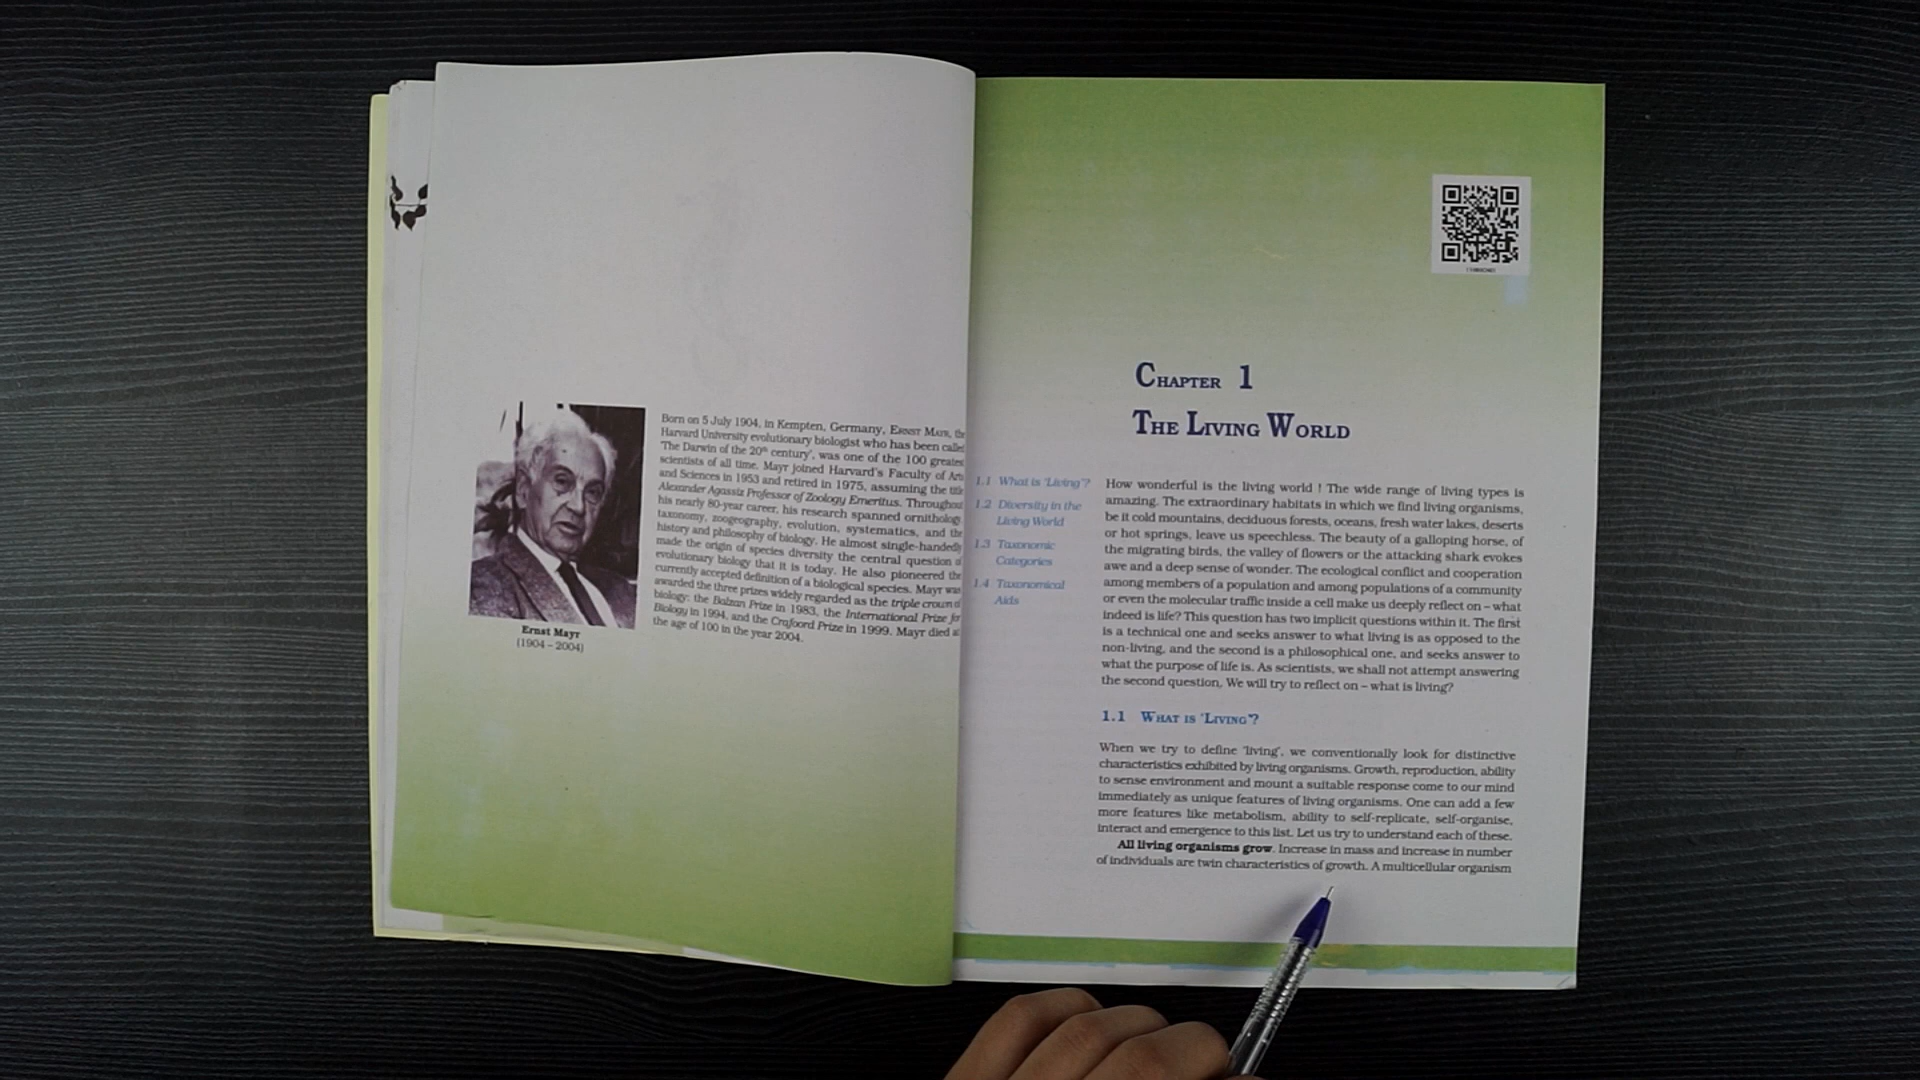 Born on 5 July 1904, in Kempten, Germany, ERNST MAYR, the
Harvard University evolutionary biologist who has been called
'The Darwin of the 20th century', was one of the 100 greatest
scientists of all time. Mayr joined Harvard's Faculty of Arts
and Sciences in 1953 and retired in 1975, assuming the title
Alexander Agassiz Professor of Zoology Emeritus. Throughout
his nearly 80-year career, his research spanned ornithology,
taxonomy, zoogeography, evolution, systematics, and the
history and philosophy of biology. He almost single-handedly
made the origin of species diversity the central question of
evolutionary biology that it is today. He also pioneered the
currently accepted definition of a biological species. Mayr was
awarded the three prizes widely regarded as the triple crown of
biology: the Balzan Prize in 1983, the International Prize for
Biology in 1994, and the Crafoord Prize in 1999. Mayr died at
the age of 100 in the year 2004.
Ernst Mayr
(1904 – 2004)
CHAPTER 1
THE LIVING WORLD
1.1 What is 'Living'?
1.2 Diversity in the
Living World
1.3 Taxonomic
Categories
1.4 Taxonomical
Aids
How wonderful is the living world ! The wide range of living types is
amazing. The extraordinary habitats in which we find living organisms,
be it cold mountains, deciduous forests, oceans, fresh water lakes, deserts
or hot springs, leave us speechless. The beauty of a galloping horse, of
the migrating birds, the valley of flowers or the attacking shark evokes
awe and a deep sense of wonder. The ecological conflict and cooperation
among members of a population and among populations of a community
or even the molecular traffic inside a cell make us deeply reflect on – what
indeed is life? This question has two implicit questions within it. The first
is a technical one and seeks answer to what living is as opposed to the
non-living, and the second is a philosophical one, and seeks answer to
what the purpose of life is. As scientists, we shall not attempt answering
the second question. We will try to reflect on – what is living?
1.1 WHAT IS 'LIVING'?
When we try to define 'living', we conventionally look for distinctive
characteristics exhibited by living organisms. Growth, reproduction, ability
to sense environment and mount a suitable response come to our mind
immediately as unique features of living organisms. One can add a few
more features like metabolism, ability to self-replicate, self-organise,
interact and emergence to this list. Let us try to understand each of these.
All living organisms grow. Increase in mass and increase in number
of individuals are twin characteristics of growth. A multicellular organism